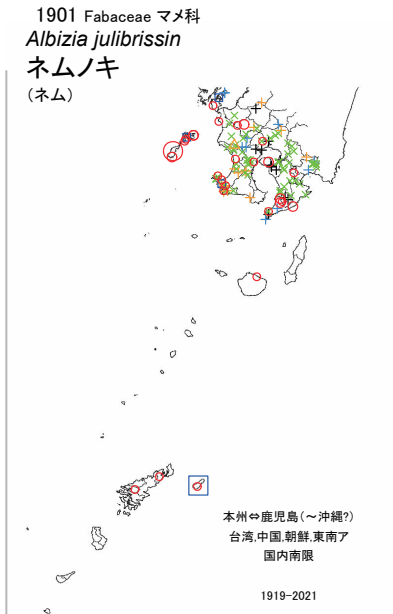 1901 Fabaceae マメ科
Albizia julibrissin
ネムノキ
（ネム）
本州⇔鹿児島（～沖縄?）
台湾,中国,朝鮮,東南ア
国内南限
1919-2021